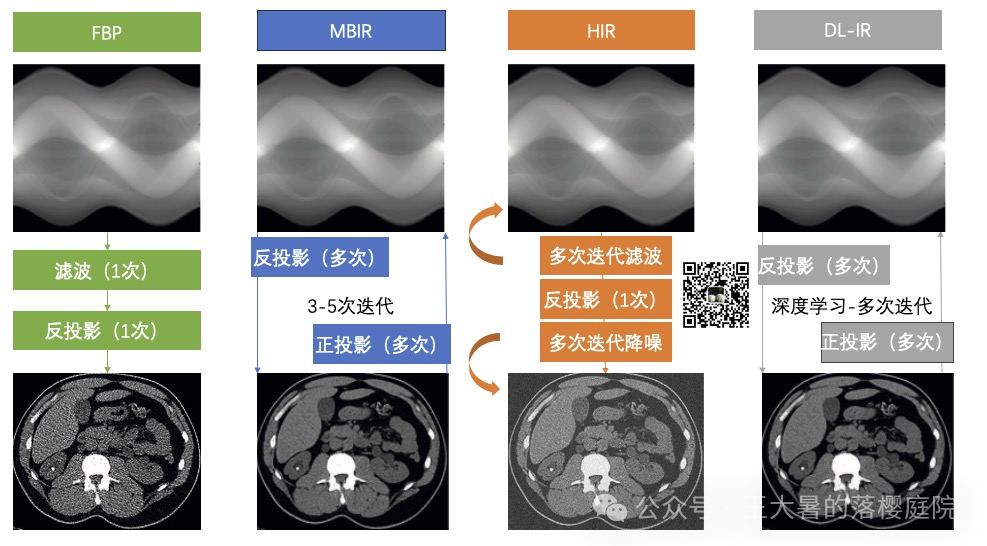 FBP
MBIR
HIR
DL-IR
滤波（1次）
反投影（1次）
反投影（多次）
3-5次迭代
正投影（多次）
多次迭代滤波
反投影（1次）
多次迭代降噪
反投影（多次）
深度学习-多次迭代
正投影（多次）
公众号 三大暑的落樱庭院